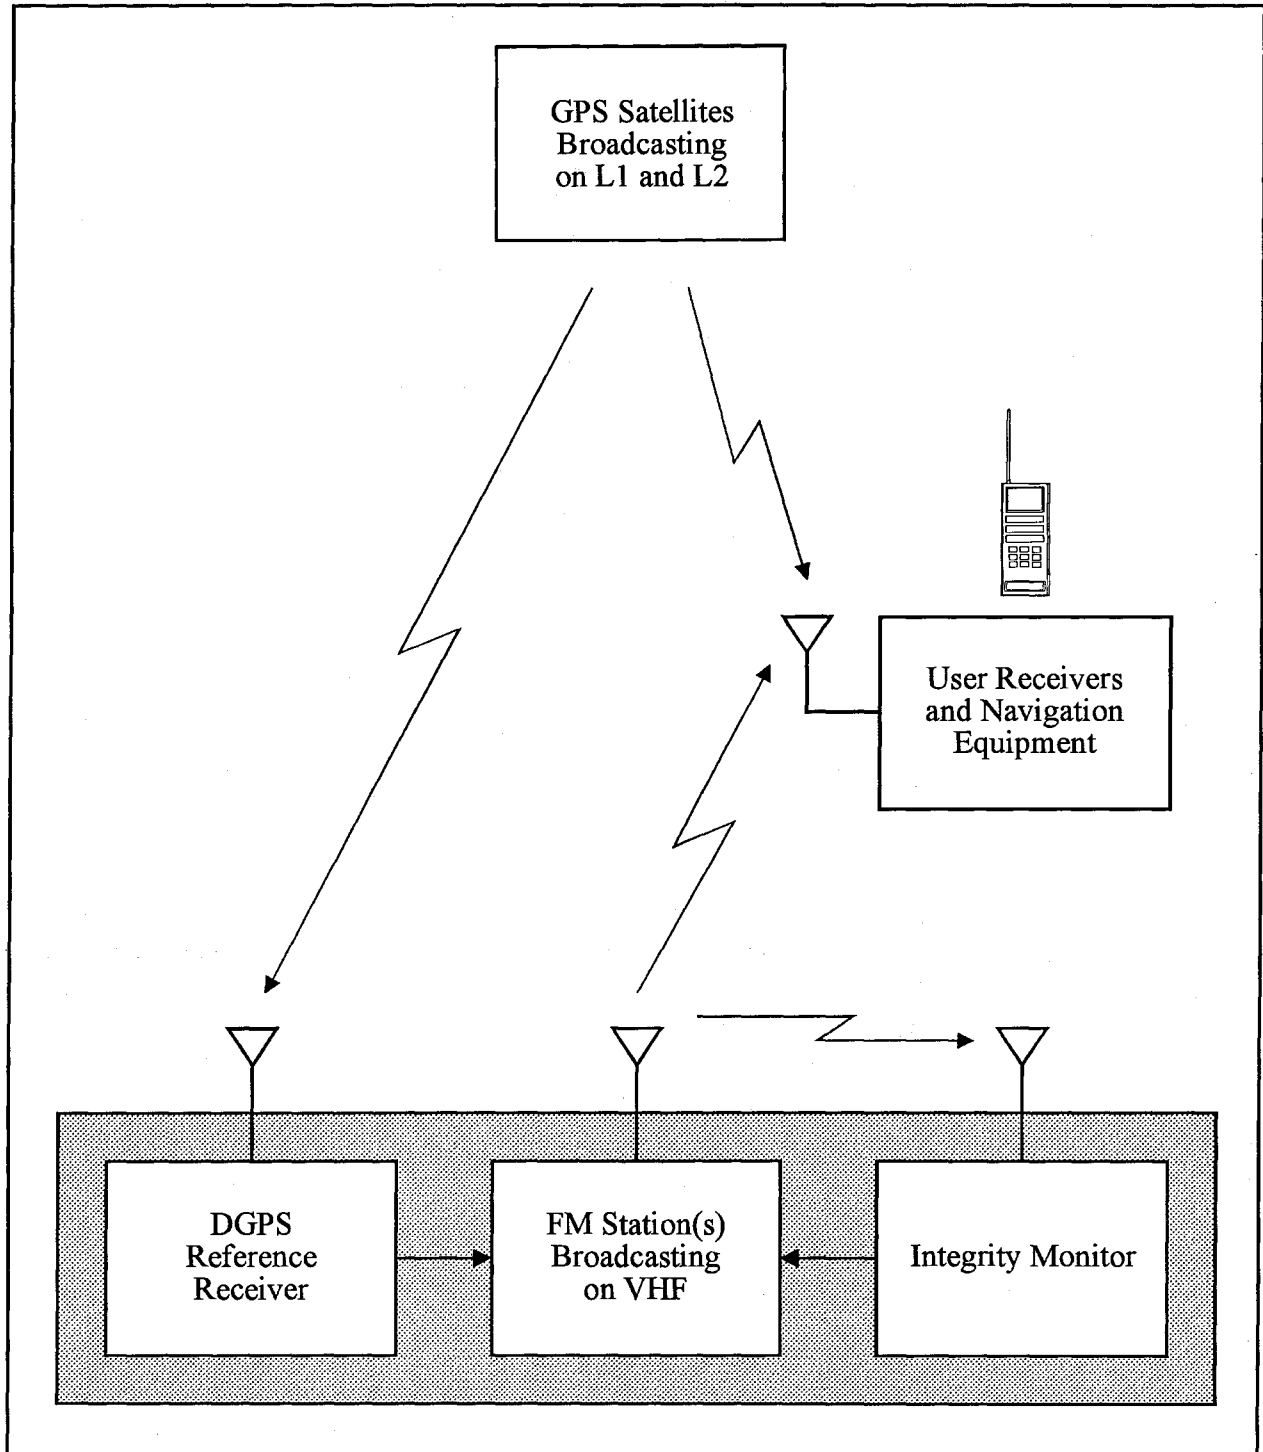 GPS Satellites
Broadcasting
on L1 and L2
User Receivers
and Navigation
Equipment
DGPS
Reference
Receiver
FM Station(s)
Broadcasting
on VHF
Integrity Monitor